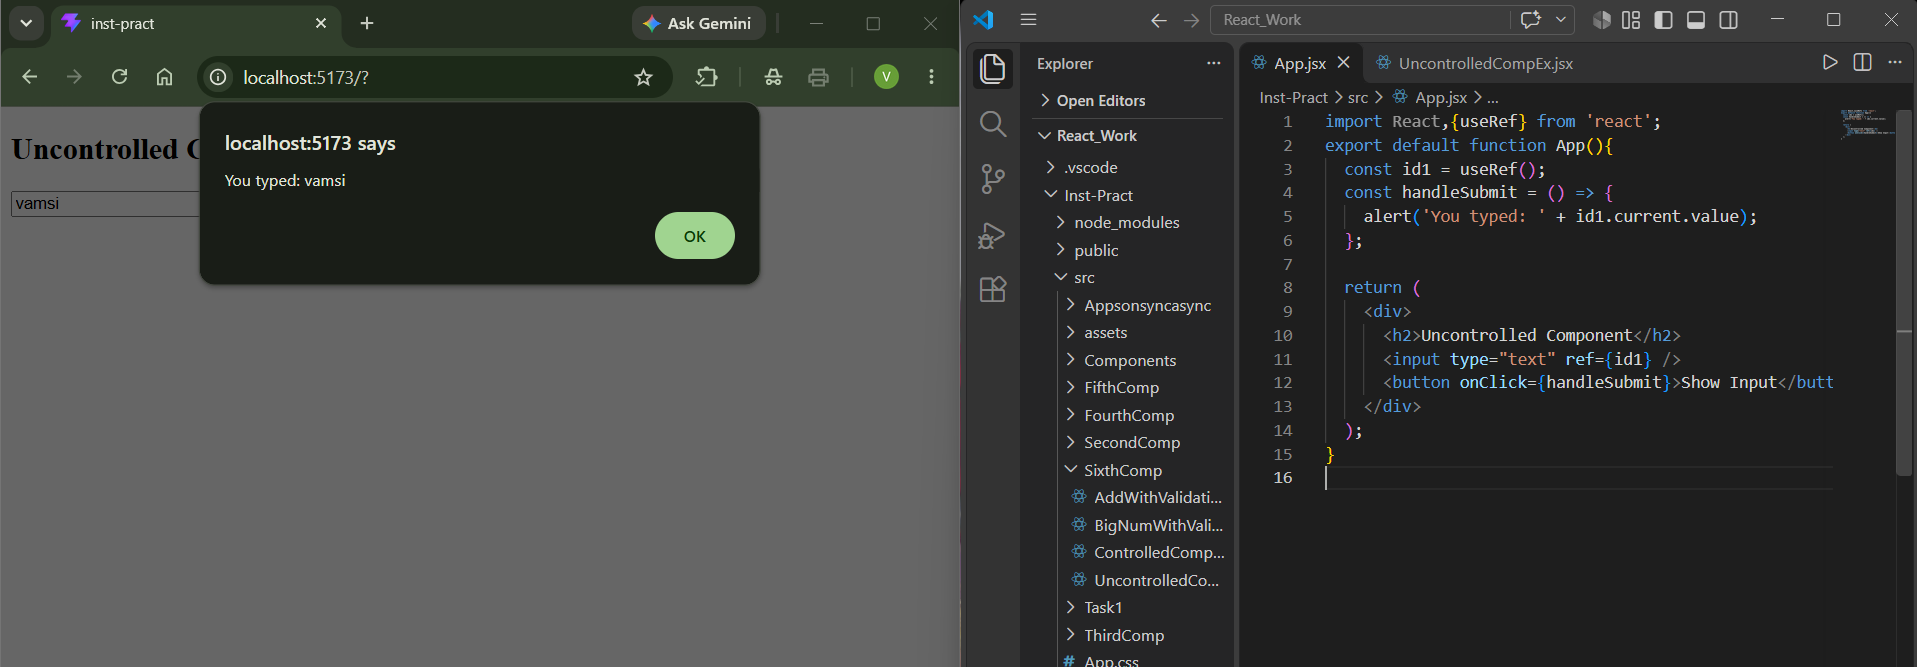 inst-pract
Ask Gemini
localhost:5173/?
V
Uncontrolled C
vamsi
localhost:5173 says
You typed: vamsi
OK
React_Work
Explorer
Open Editors
React_Work
.vscode
Inst-Pract
node_modules
public
src
Appsonsyncasync
assets
Components
FifthComp
FourthComp
SecondComp
SixthComp
AddWithValidati...
BigNumWithVali...
ControlledComp...
UncontrolledCo...
Task1
ThirdComp
# App.css
App.jsx
UncontrolledCompEx.jsx
Inst-Pract > src > App.jsx > ...
1 import React,{useRef} from 'react';
2 export default function App(){
3 const id1 = useRef();
4 const handleSubmit = () => {
5 alert('You typed: ' + id1.current.value);
6 };
7
8 return (
9 <div>
10 <h2>Uncontrolled Component</h2>
11 <input type="text" ref={id1} />
12 <button onClick={handleSubmit}>Show Input</butt
13 </div>
14 );
15 }
16